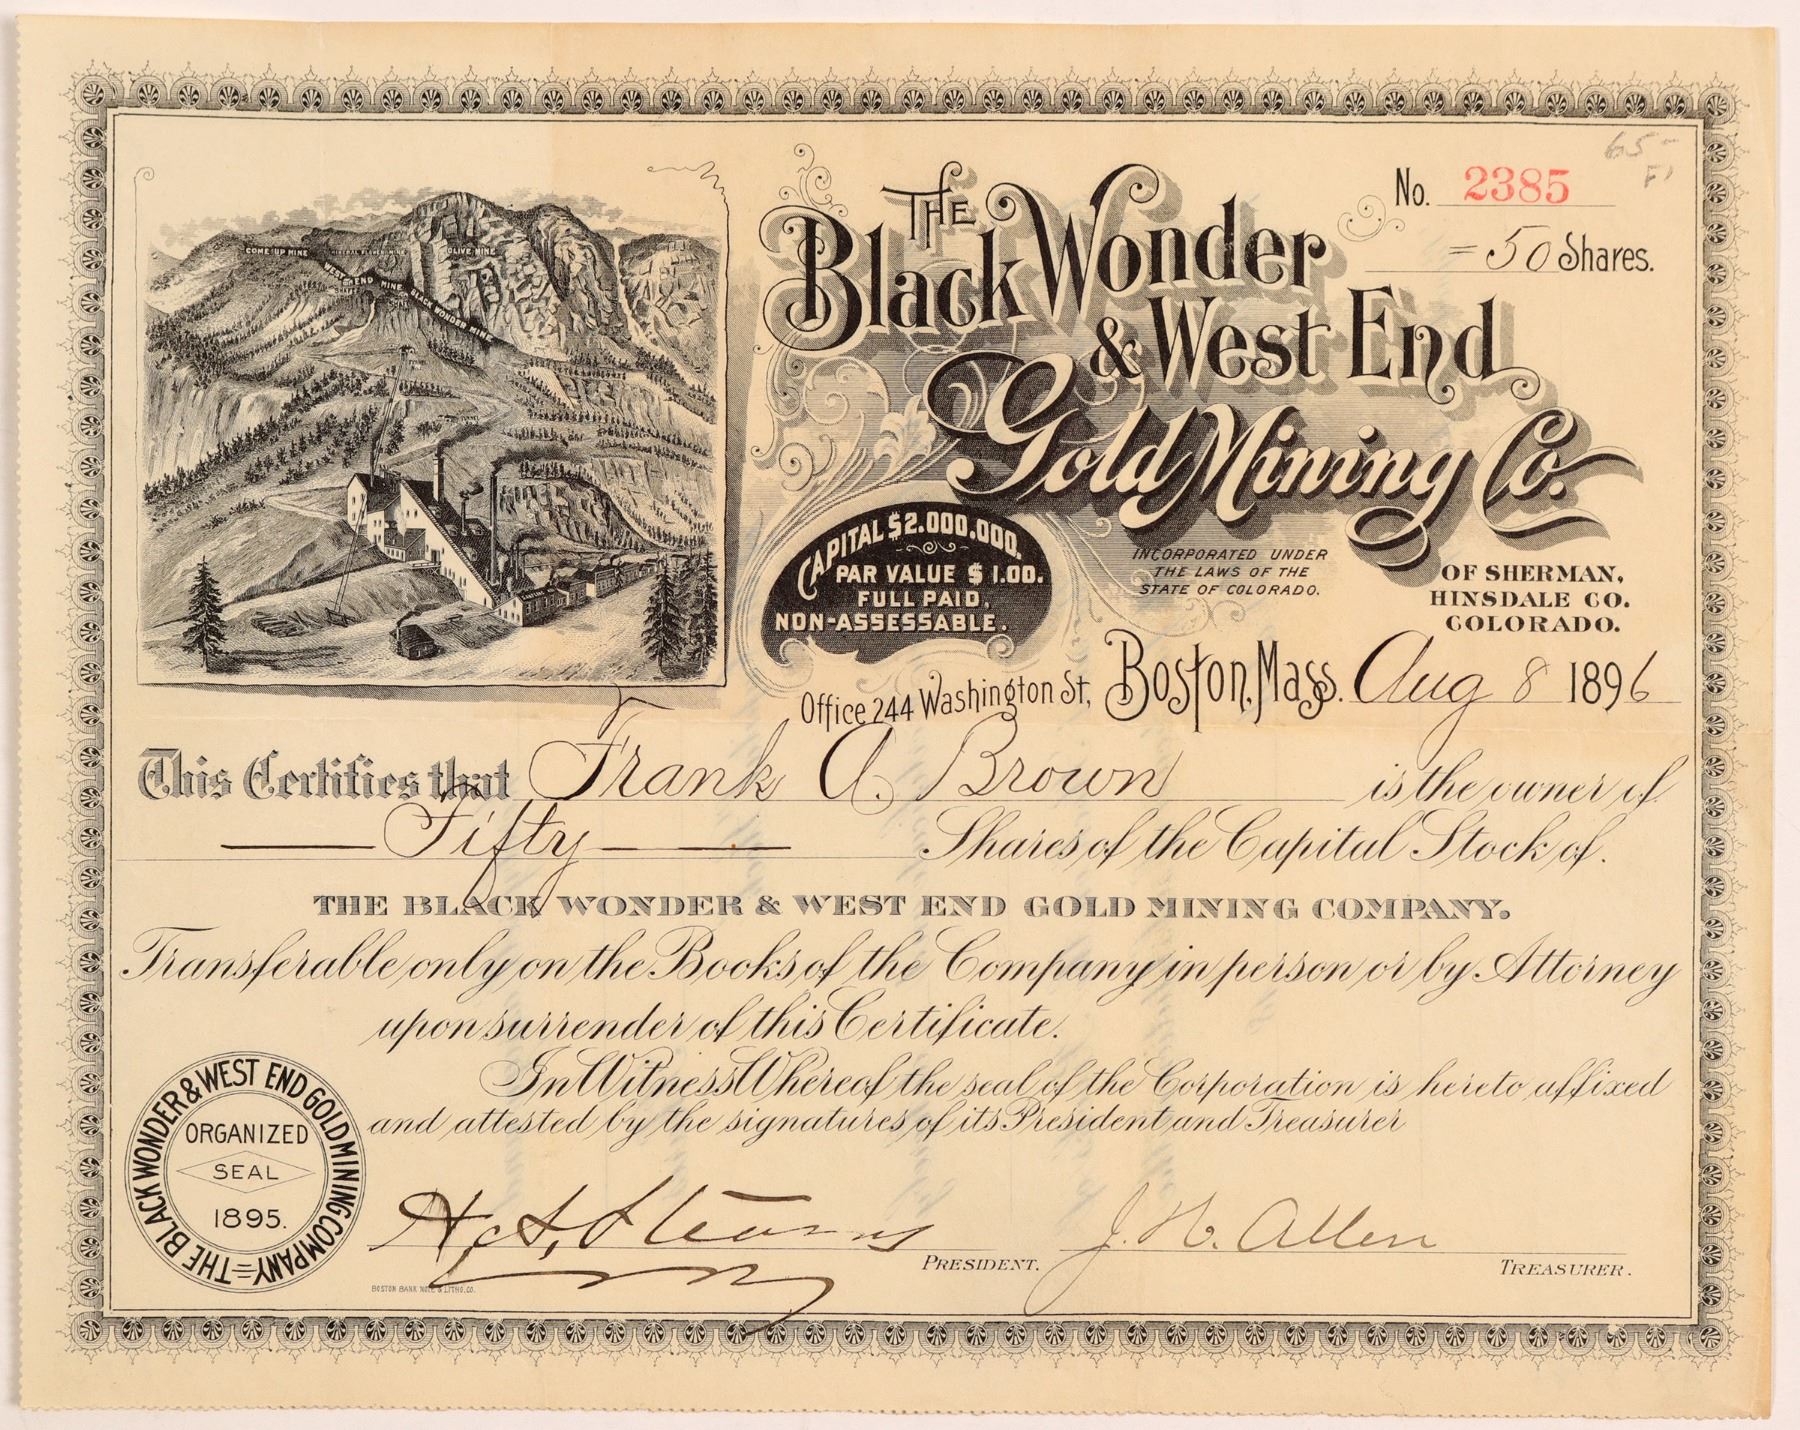 65-
F
No. 2385
= 50 Shares.
THE
Black Wonder
& West End
Gold Mining Co.
COME UP MINE
OLIVE MINE
WEST END MINE
BLACK WONDER MINE
CAPITAL $2.000.000.
PAR VALUE $1.00.
FULL PAID,
NON-ASSESSABLE.
INCORPORATED UNDER
THE LAWS OF THE
STATE OF COLORADO.
OF SHERMAN,
HINSDALE CO.
COLORADO.
Office 244 Washington St, Boston, Mass. Aug 8 1896
This Certifies that Frank A. Brown is the owner of
Fifty Shares of the Capital Stock of
THE BLACK WONDER & WEST END GOLD MINING COMPANY.
Transferable only on the Books of the Company in person or by Attorney
upon surrender of this Certificate.
In Witness Whereof the seal of the Corporation is hereto affixed
and attested by the signatures of its President and Treasurer
THE BLACK WONDER & WEST END GOLD MINING COMPANY
ORGANIZED
SEAL
1895.
H. S. Stearns PRESIDENT.
J. H. Allen TREASURER.
BOSTON BANK NOTE & LITHO. CO.